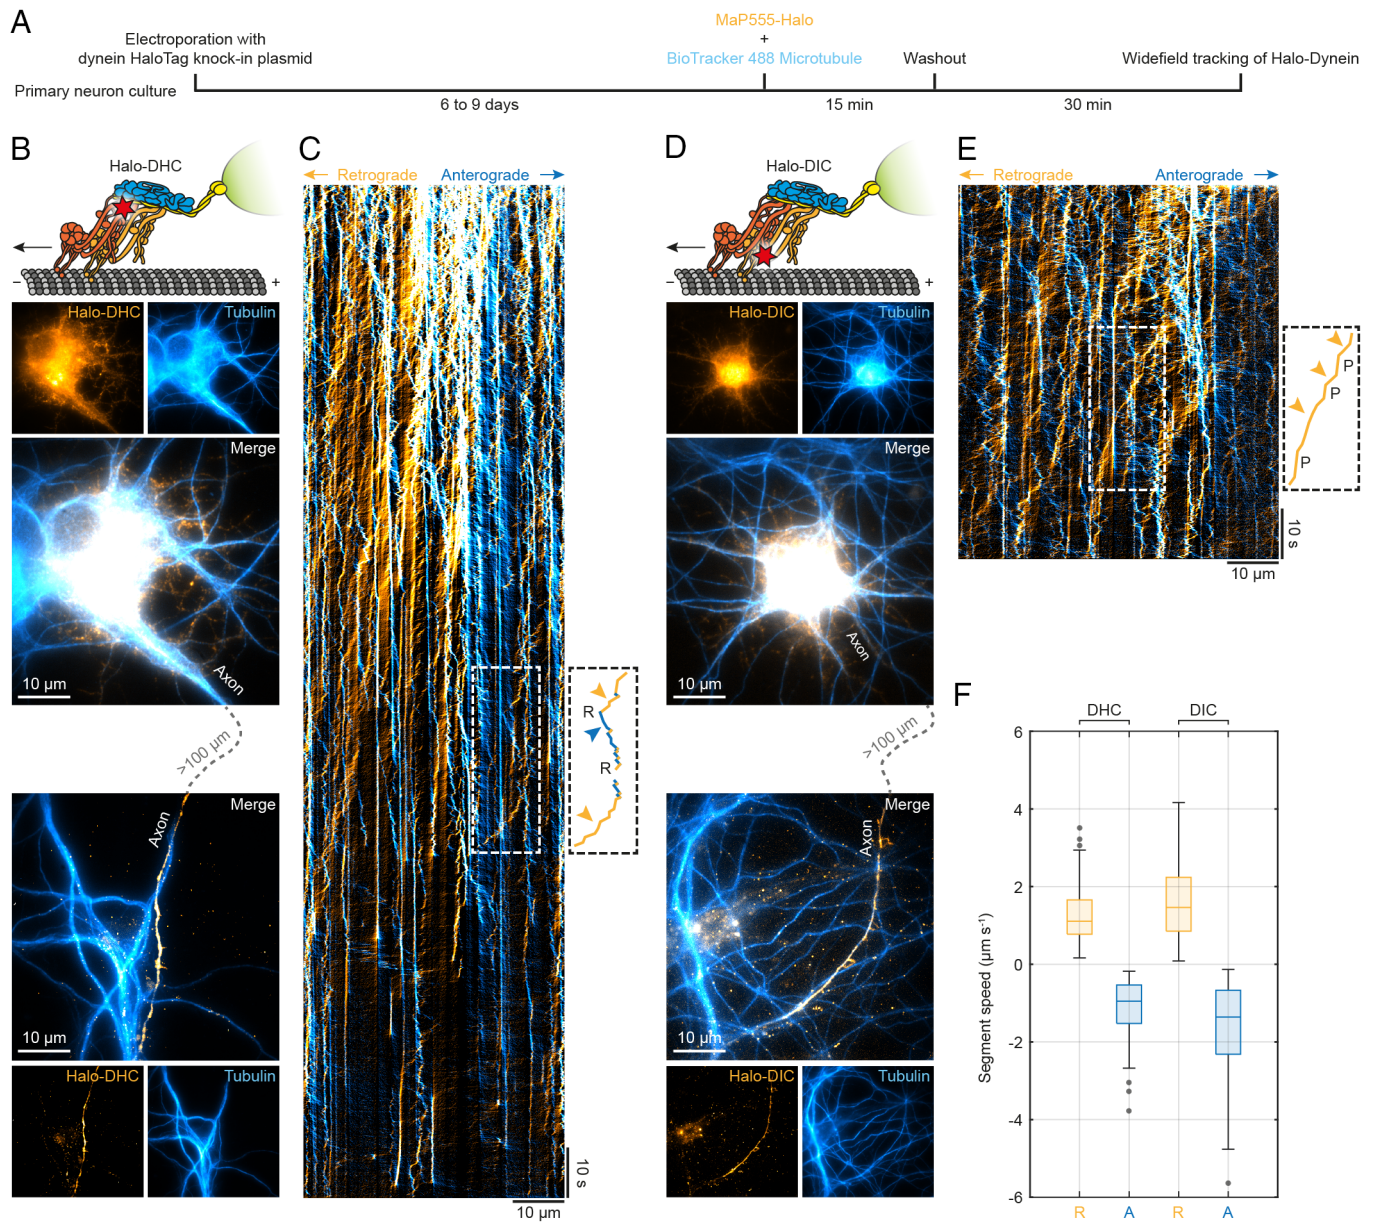 A
Electroporation with
dynein HaloTag knock-in plasmid
MaP555-Halo
+
BioTracker 488 Microtubule
Washout
Widefield tracking of Halo-Dynein
Primary neuron culture
6 to 9 days
15 min
30 min
B
Halo-DHC
− +
Halo-DHC
Tubulin
Merge
Axon
10 µm
>100 µm
Merge
Axon
10 µm
Halo-DHC
Tubulin
C
← Retrograde Anterograde →
R
R
10 s
10 µm
D
Halo-DIC
− +
Halo-DIC
Tubulin
Merge
Axon
10 µm
>100 µm
Merge
Axon
10 µm
Halo-DIC
Tubulin
E
← Retrograde Anterograde →
P
P
P
10 s
10 µm
F
DHC DIC
6
4
2
0
-2
-4
-6
Segment speed (µm s⁻¹)
R A R A